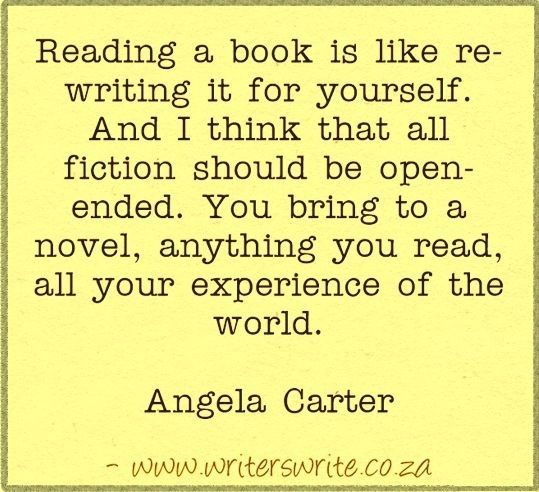 Reading a book is like re-
writing it for yourself.
And I think that all
fiction should be open-
ended. You bring to a
novel, anything you read,
all your experience of the
world.
Angela Carter
- www.writerswrite.co.za